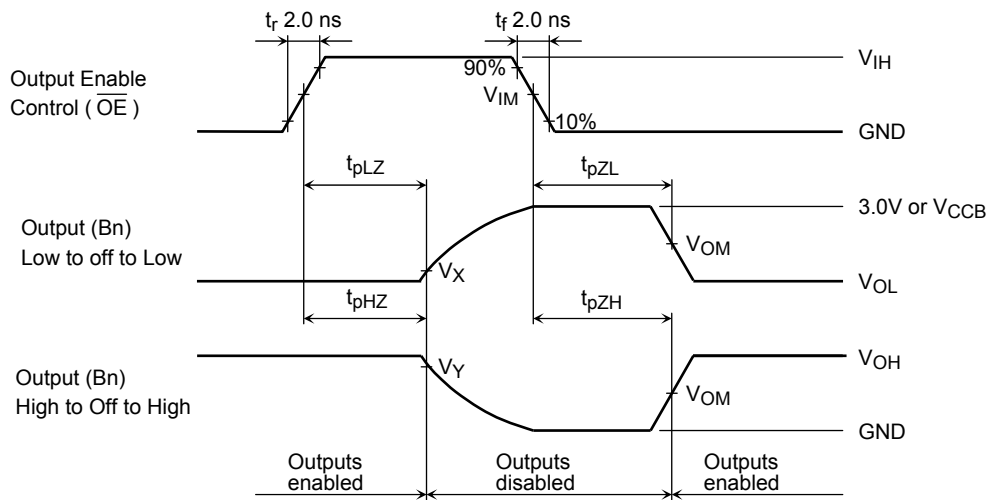 tr 2.0 ns
tf 2.0 ns
Output Enable
Control ( OE )
90%
VIM
10%
VIH
GND
tpLZ
tpZL
Output (Bn)
Low to off to Low
3.0V or VCCB
VOM
VX
VOL
tpHZ
tpZH
Output (Bn)
High to Off to High
VY
VOH
VOM
GND
Outputs
enabled
Outputs
disabled
Outputs
enabled